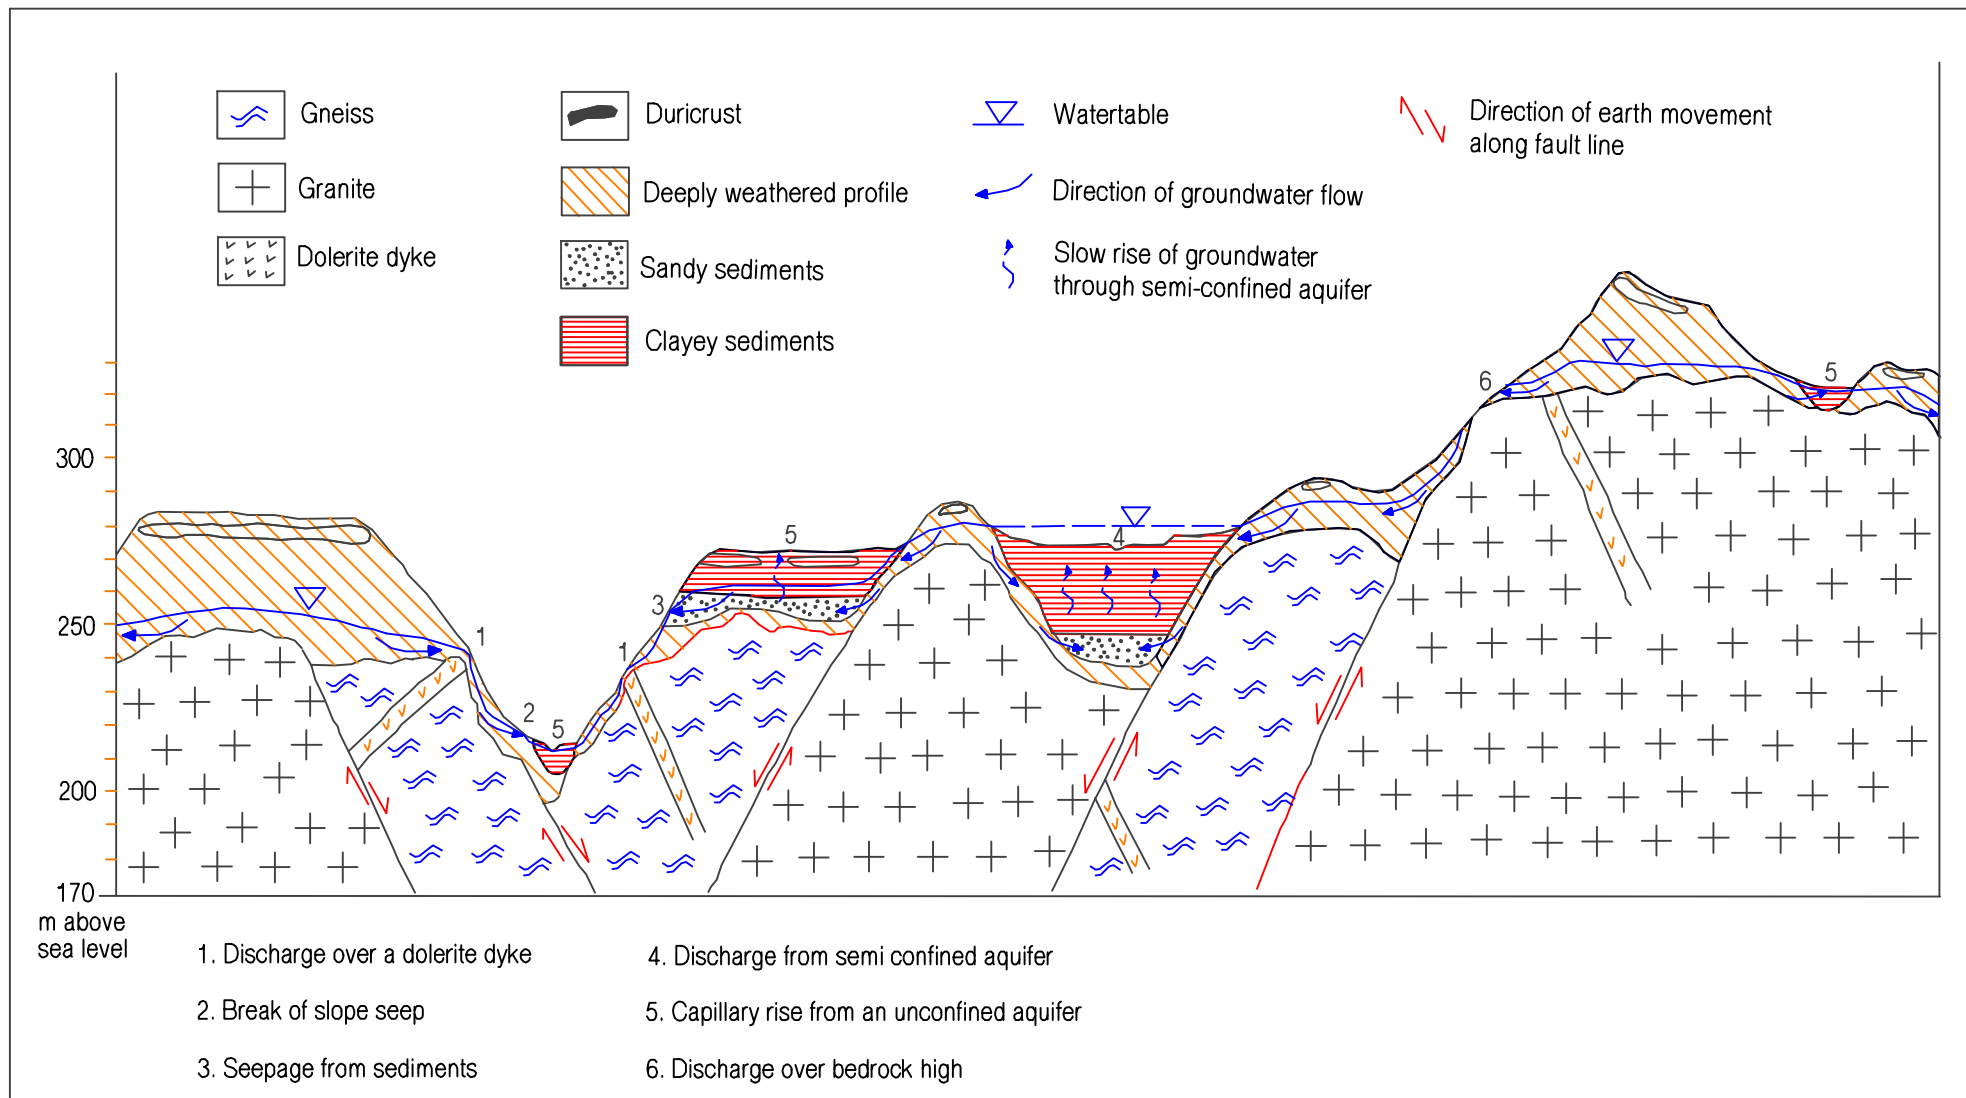 Gneiss
Granite
Dolerite dyke
Duricrust
Deeply weathered profile
Sandy sediments
Clayey sediments
Watertable
Direction of groundwater flow
Slow rise of groundwater
through semi-confined aquifer
Direction of earth movement
along fault line
300
250
200
170
m above
sea level
1
2
5
1
3
5
4
6
5
1. Discharge over a dolerite dyke
2. Break of slope seep
3. Seepage from sediments
4. Discharge from semi confined aquifer
5. Capillary rise from an unconfined aquifer
6. Discharge over bedrock high